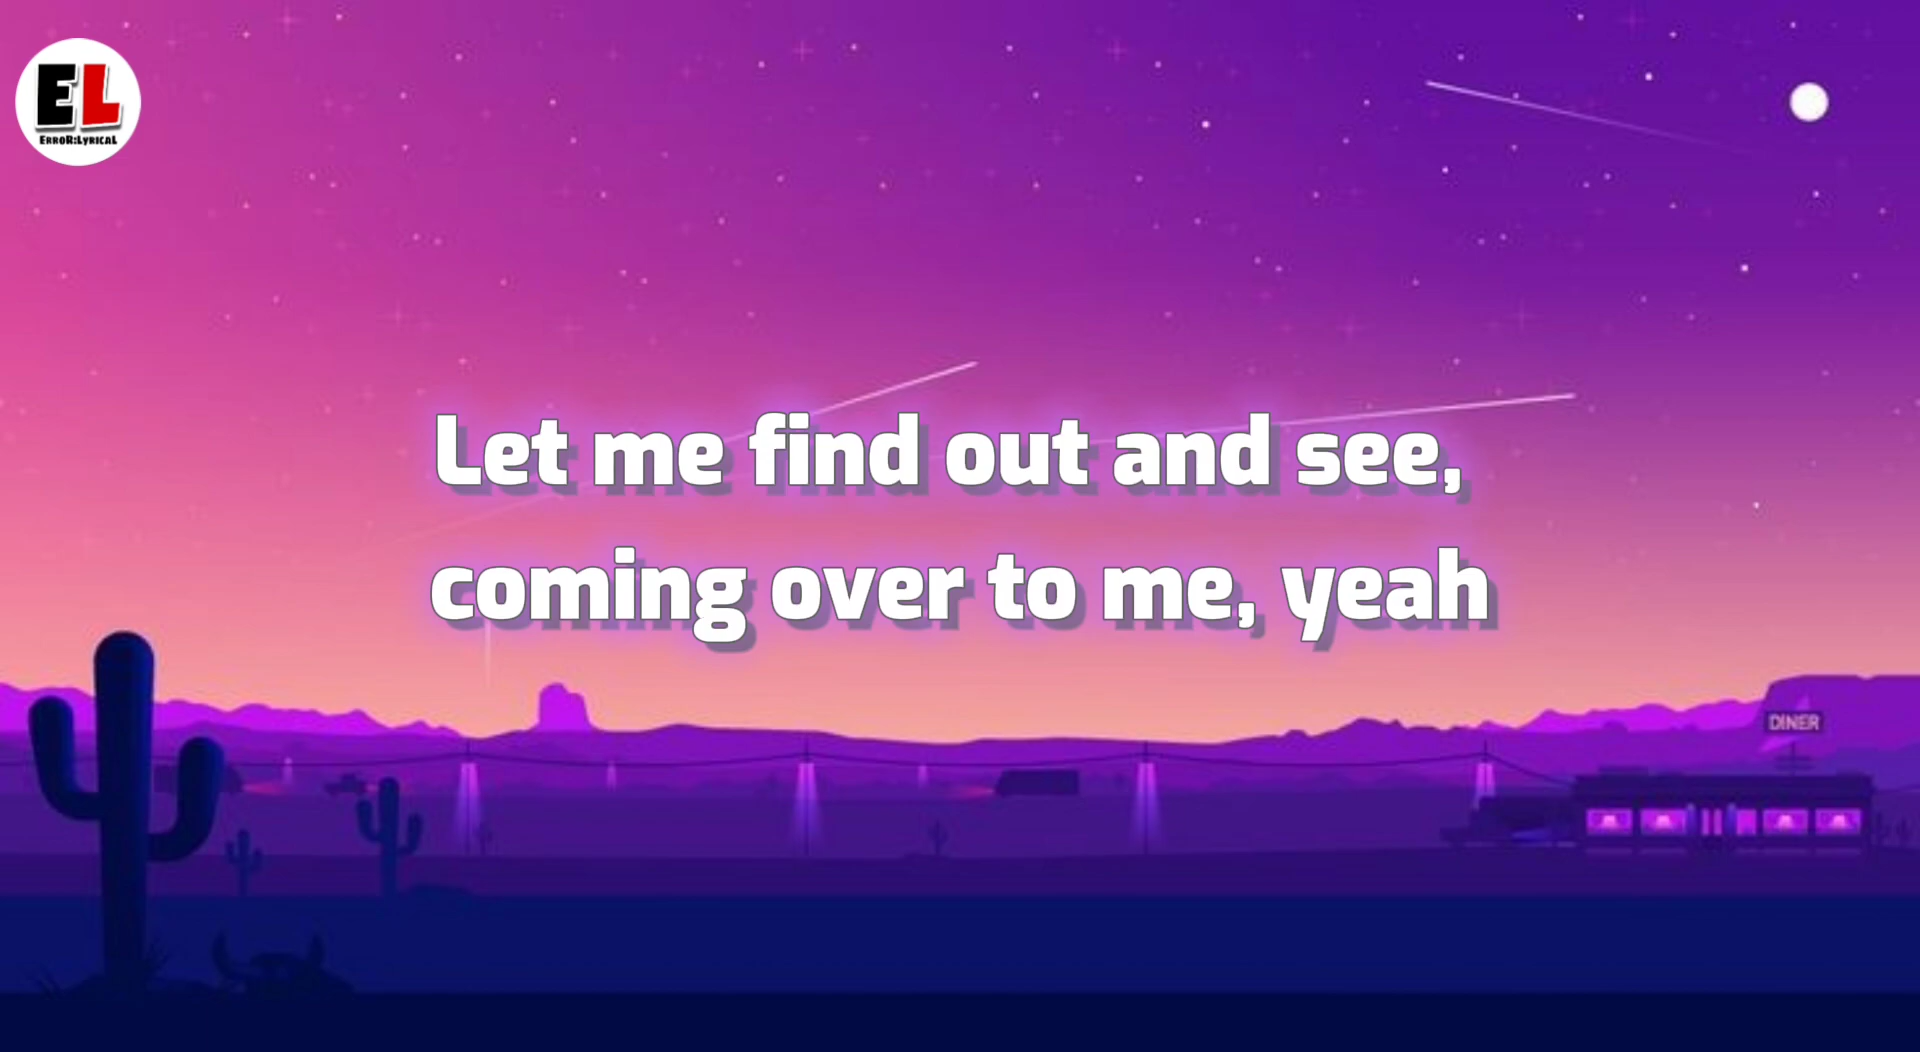 EL
ERROR:LYRICAL
Let me find out and see,
coming over to me, yeah
DINER